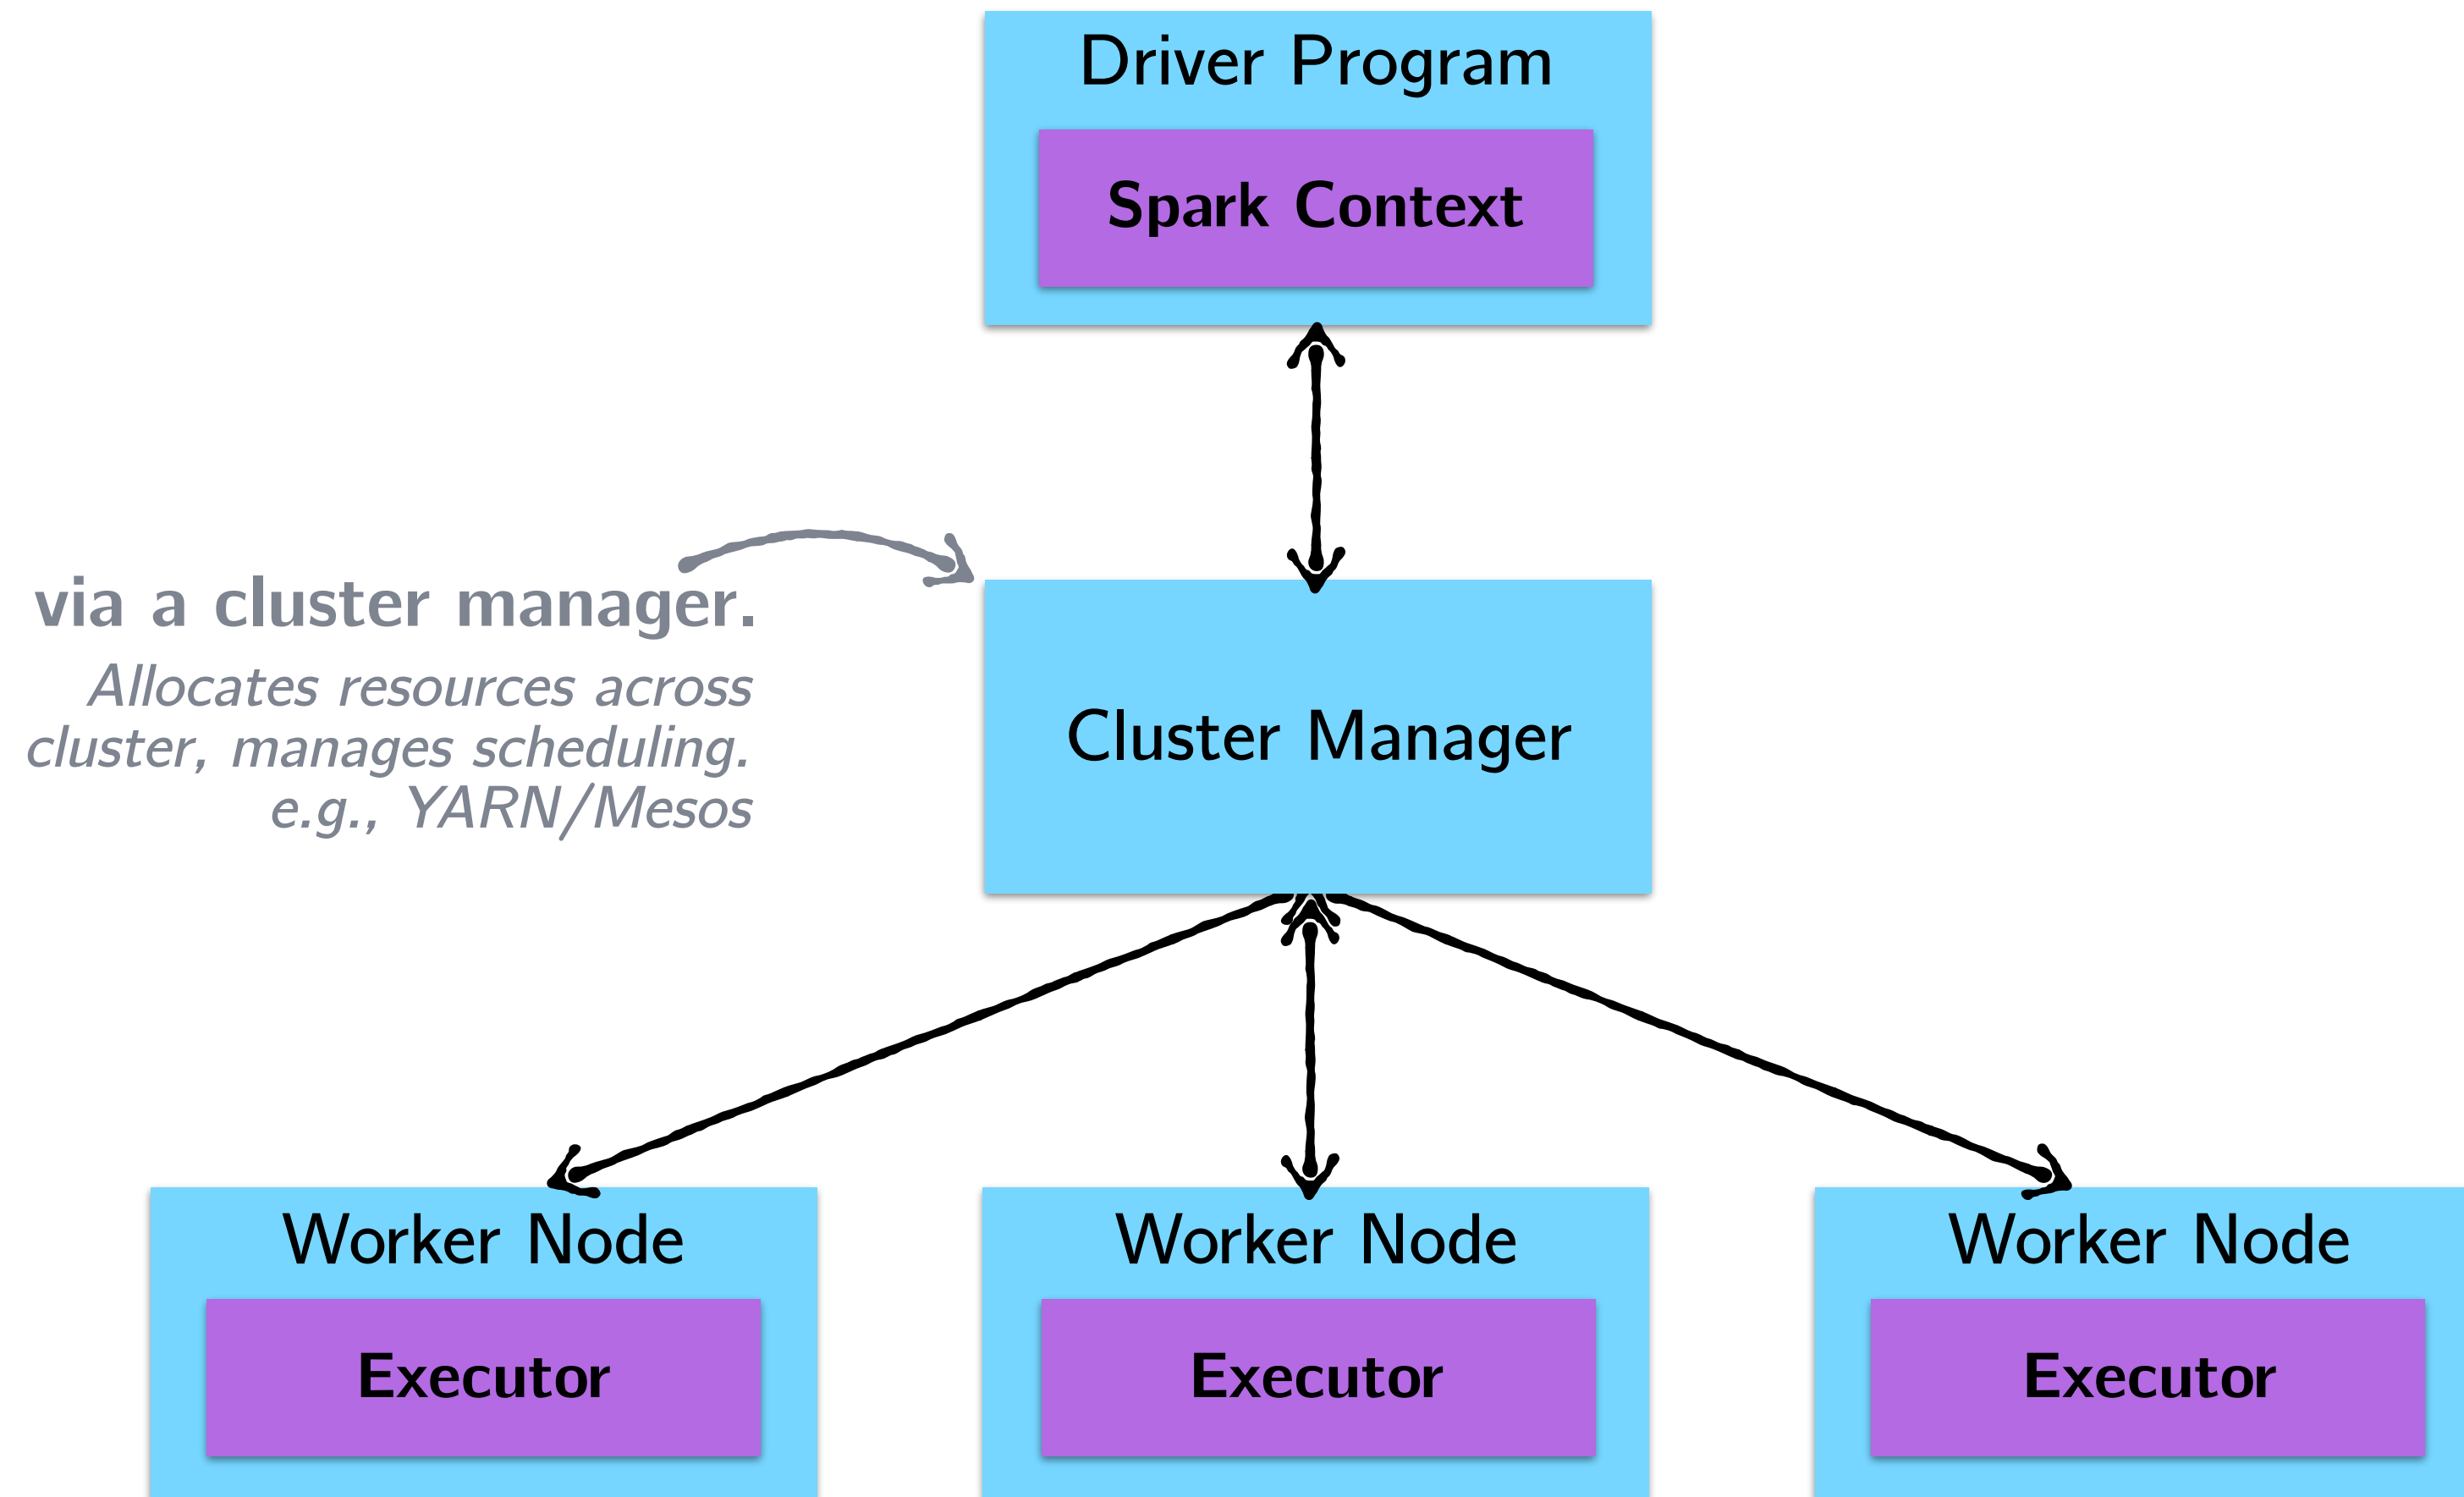 Driver Program
Spark Context
via a cluster manager.
Allocates resources across
cluster, manages scheduling.
e.g., YARN/Mesos
Cluster Manager
Worker Node
Executor
Worker Node
Executor
Worker Node
Executor